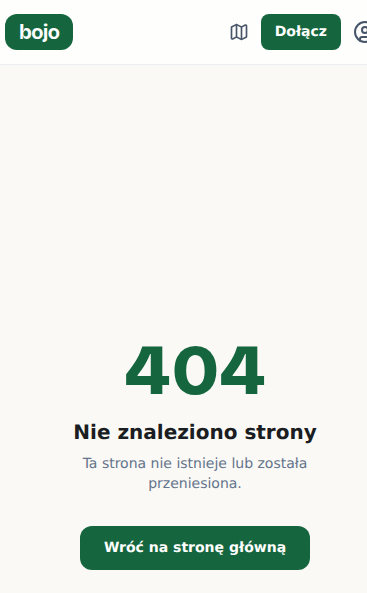 bojo
Dołącz
404
Nie znaleziono strony
Ta strona nie istnieje lub została
przeniesiona.
Wróć na stronę główną